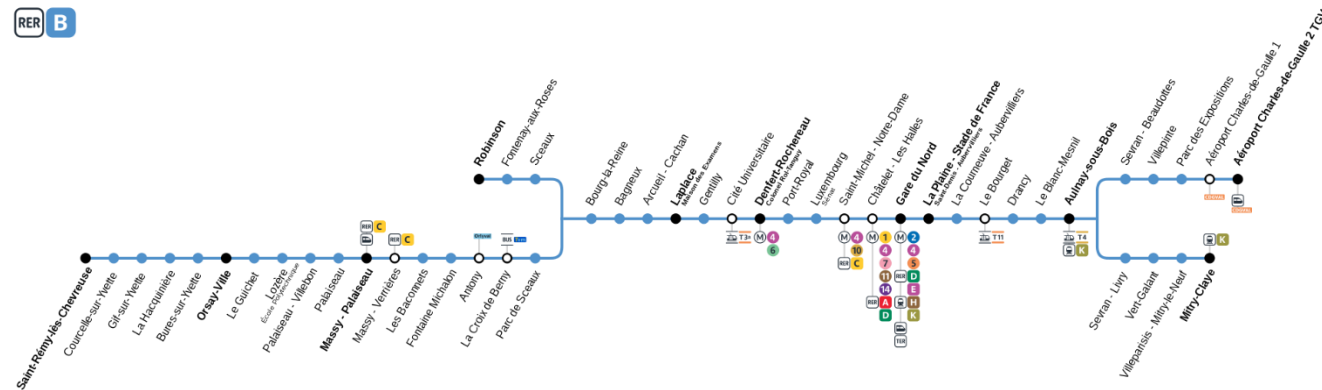 RER B
Robinson
Fontenay-aux-Roses
Sceaux
Saint-Rémy-lès-Chevreuse
Courcelle-sur-Yvette
Gif-sur-Yvette
La Hacquinière
Bures-sur-Yvette
Orsay-Ville
Le Guichet
Lozère
École Polytechnique
Palaiseau - Villebon
Palaiseau
Massy - Palaiseau
RER C
Massy - Verrières
RER C
Les Baconnets
Fontaine Michalon
Antony
Orlyval
La Croix de Berny
BUS Tvm
Parc de Sceaux
Bourg-la-Reine
Bagneux
Arcueil - Cachan
Laplace
Maison des Examens
Gentilly
Cité Universitaire
T3a
Denfert-Rochereau
Colonel Rol-Tanguy
M 4
6
Port-Royal
Luxembourg
Sénat
Saint-Michel - Notre-Dame
M 4
10
RER C
Châtelet - Les Halles
M 1
4
7
11
14
RER A
D
Gare du Nord
M 2
4
5
RER D
E
H
K
TER
La Plaine - Stade de France
Saint-Denis - Aubervilliers
La Courneuve - Aubervilliers
Le Bourget
T11
Drancy
Le Blanc-Mesnil
Aulnay-sous-Bois
T4
K
Sevran - Beaudottes
Villepinte
Parc des Expositions
Aéroport Charles-de-Gaulle 1
CDGVAL
Aéroport Charles-de-Gaulle 2 TGV
CDGVAL
Sevran - Livry
Vert-Galant
Villeparisis - Mitry-le-Neuf
Mitry-Claye
K